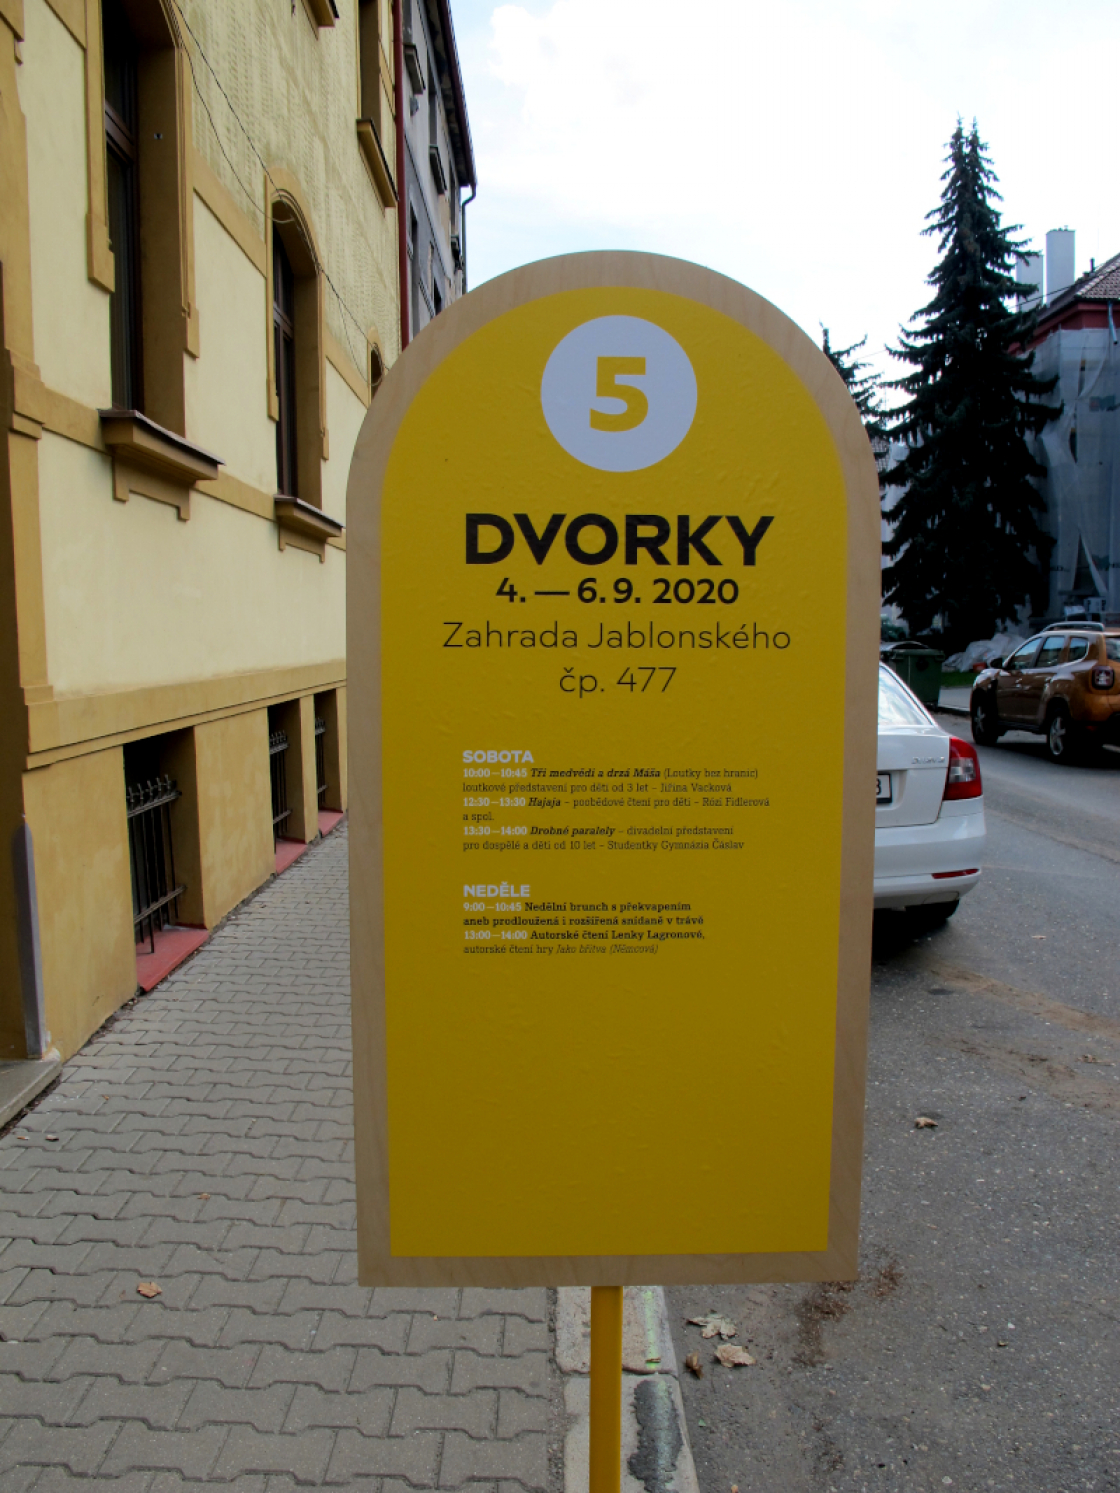 5
DVORKY
4. — 6. 9. 2020
Zahrada Jablonského
čp. 477
SOBOTA
10:00—10:45 Tři medvědi a drzá Máša (Loutky bez hranic)
loutkové představení pro děti od 3 let – Jiřina Vacková
12:30—13:30 Hajaja – poobědové čtení pro děti – Rózi Fidlerová
a spol.
13:30—14:00 Drobné paralely – divadelní představení
pro dospělé a děti od 10 let – Studentky Gymnázia Čáslav
NEDĚLE
9:00—10:45 Nedělní brunch s překvapením
aneb prodloužená i rozšířená snídaně v trávě
13:00—14:00 Autorské čtení Lenky Lagronové,
autorské čtení hry Jako břitva (Němcová)